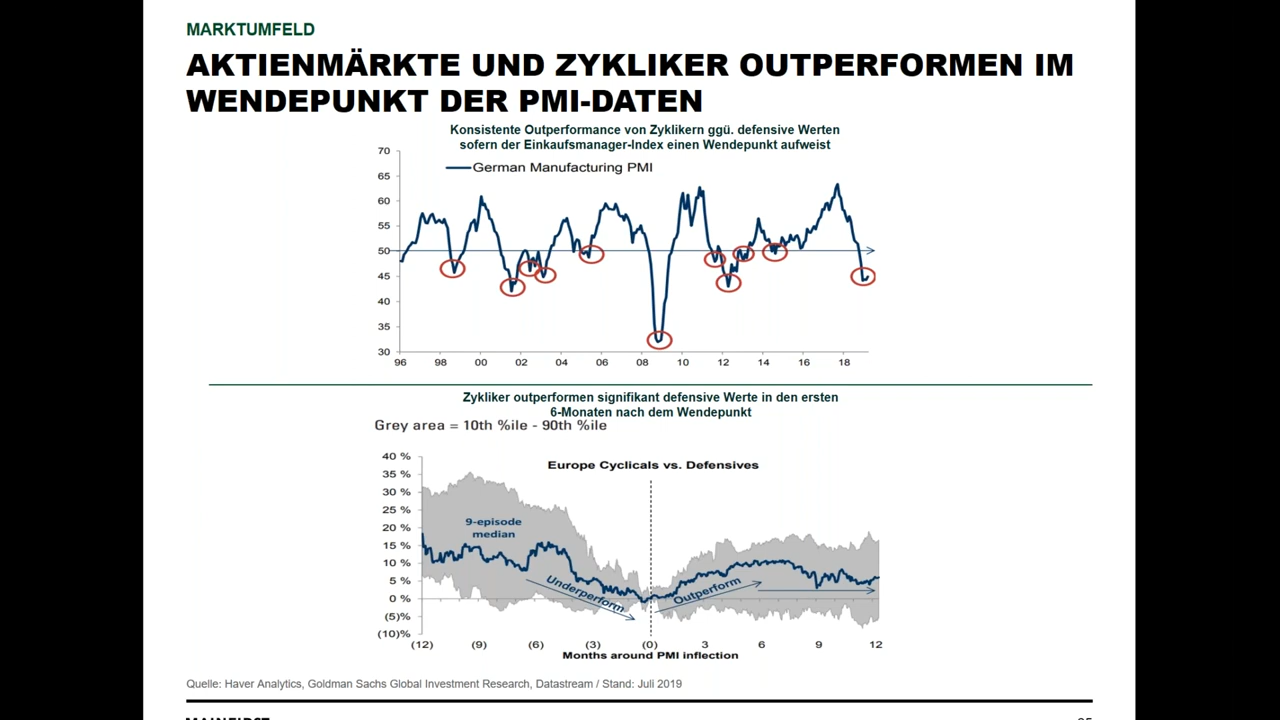 MARKTUMFELD
AKTIENMÄRKTE UND ZYKLIKER OUTPERFORMEN IM
WENDEPUNKT DER PMI-DATEN
Konsistente Outperformance von Zyklikern ggü. defensive Werten
sofern der Einkaufsmanager-Index einen Wendepunkt aufweist
German Manufacturing PMI
70
65
60
55
50
45
40
35
30
96 98 00 02 04 06 08 10 12 14 16 18
Zykliker outperformen signifikant defensive Werte in den ersten
6-Monaten nach dem Wendepunkt
Grey area = 10th %ile - 90th %ile
Europe Cyclicals vs. Defensives
40 %
35 %
30 %
25 %
20 %
15 %
10 %
5 %
0 %
(5)%
(10)%
9-episode
median
Underperform
Outperform
(12) (9) (6) (3) (0) 3 6 9 12
Months around PMI inflection
Quelle: Haver Analytics, Goldman Sachs Global Investment Research, Datastream / Stand: Juli 2019
MAINFIRST